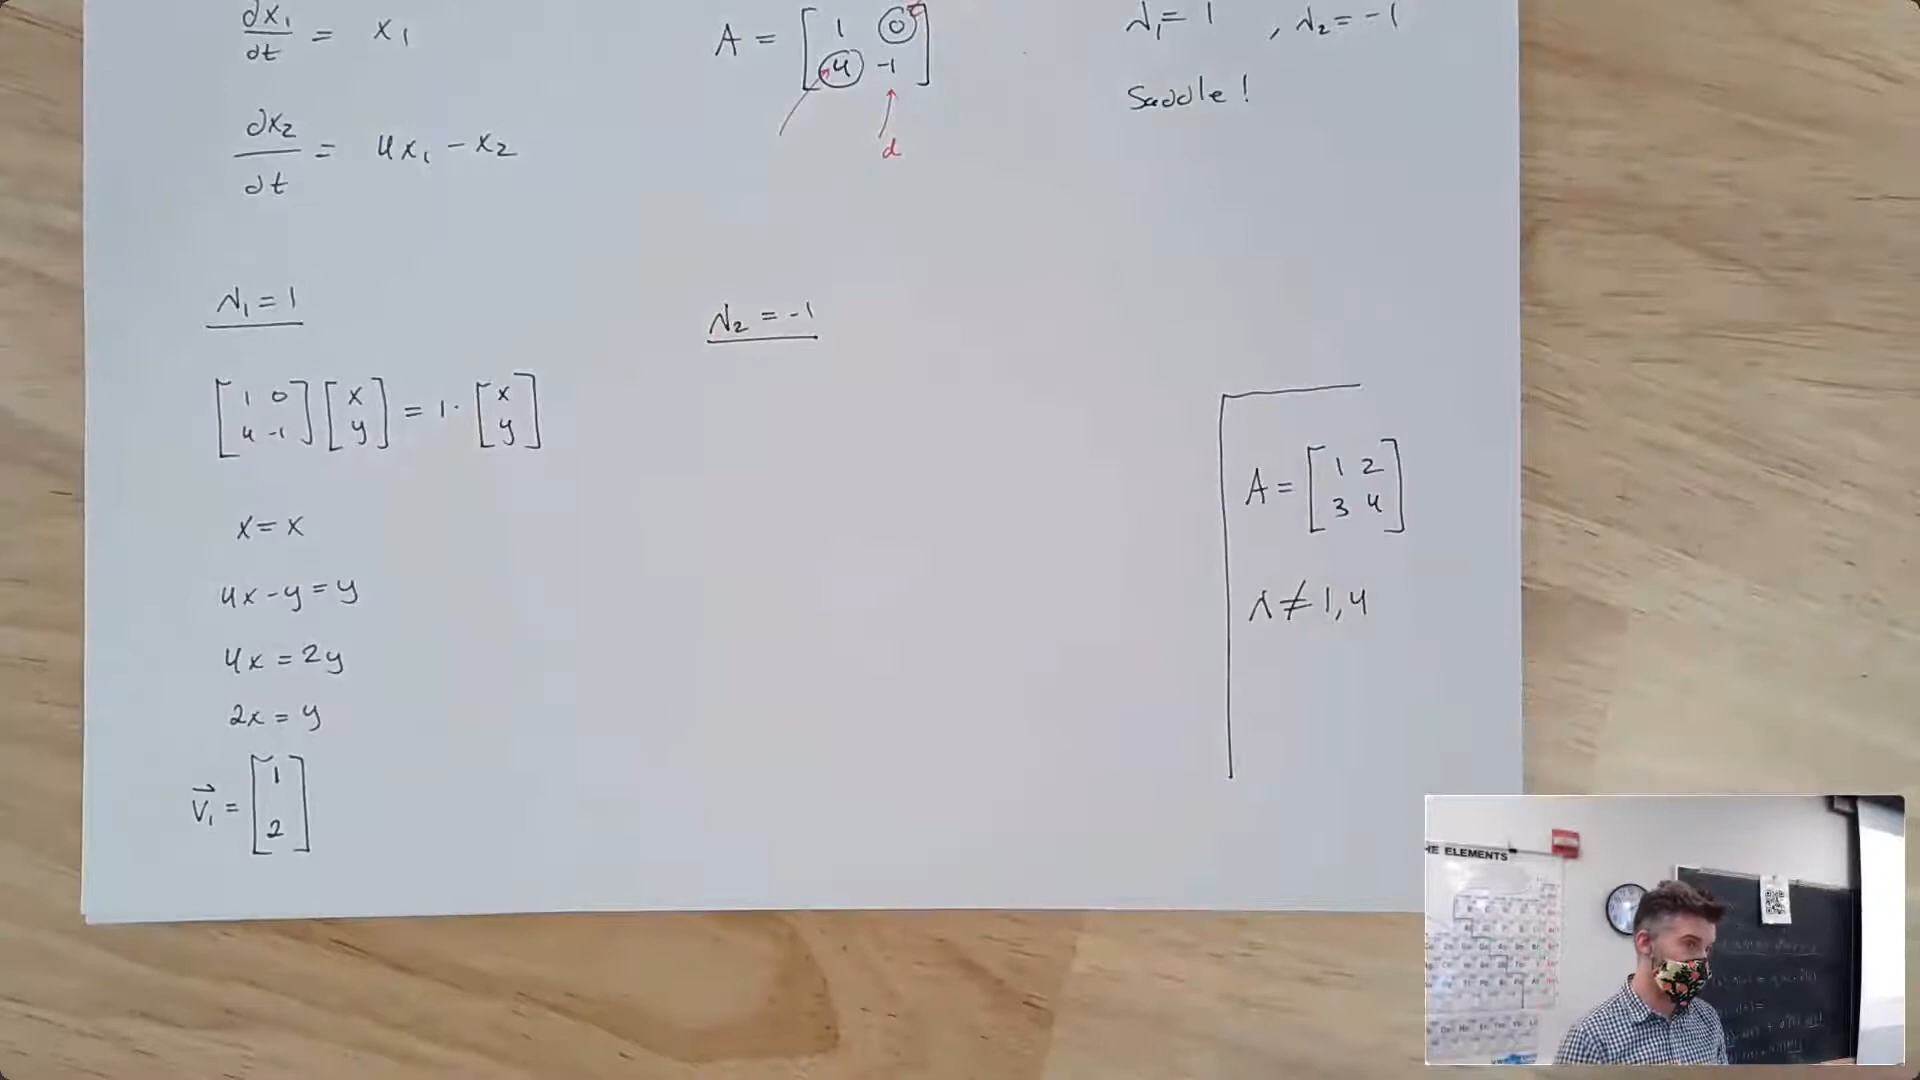 dx₁/dt = x₁
A = [1 0; 4 -1]
λ₁ = 1 , λ₂ = -1
Saddle!
dx₂/dt = 4x₁ - x₂
d
λ₁ = 1
λ₂ = -1
[1 0; 4 -1] [x; y] = 1 · [x; y]
x = x
4x - y = y
4x = 2y
2x = y
v⃗₁ = [1; 2]
A = [1 2; 3 4]
λ ≠ 1, 4
HE ELEMENTS